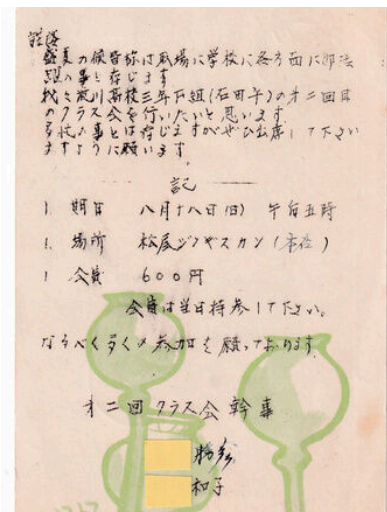 謹啓
盛夏の候皆様は職場に学校に各方面に御活
躍の事と存じます
我々荒川高校三年F組(石田学)の才二回目
のクラス会を行いたいと思います
多忙の事とは存じますがぜひ出席して下さい
ますように願います
記
1. 期日 八月十八日(日) 午后五時
1. 場所 松尾ジンギスカン(本社)
1 会費 600円
会費は当日持参して下さい。
なるべく多くの参加を願っております。
才二回クラス会幹事
和子